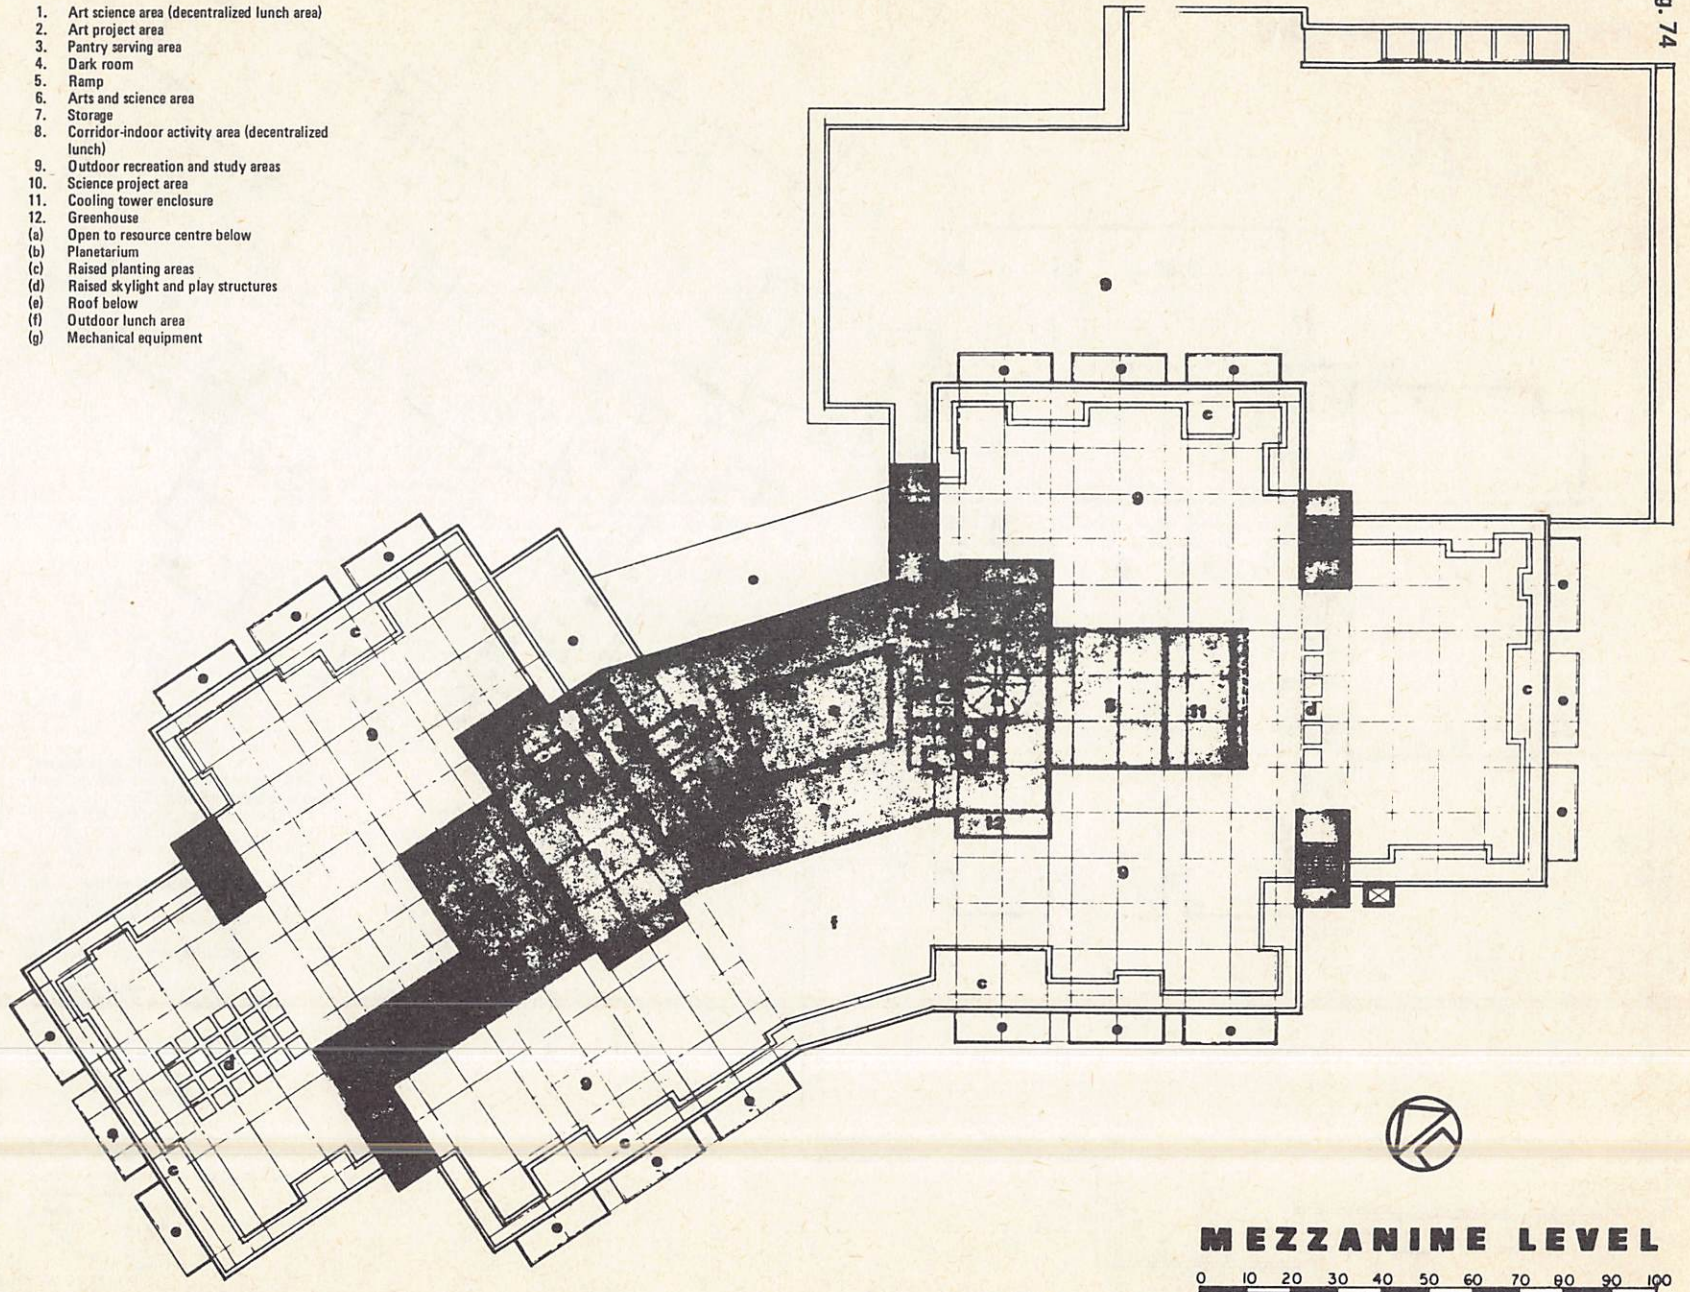 1. Art science area (decentralized lunch area)
2. Art project area
3. Pantry serving area
4. Dark room
5. Ramp
6. Arts and science area
7. Storage
8. Corridor-indoor activity area (decentralized
lunch)
9. Outdoor recreation and study areas
10. Science project area
11. Cooling tower enclosure
12. Greenhouse
(a) Open to resource centre below
(b) Planetarium
(c) Raised planting areas
(d) Raised skylight and play structures
(e) Roof below
(f) Outdoor lunch area
(g) Mechanical equipment
g. 74
9
e e e
c
9
e
e
c
e
9
e
c
e
d
11
c
e
e
12
9
f
c
e e e
d
9
c
e
e
e
e
c
e
e
MEZZANINE LEVEL
0 10 20 30 40 50 60 70 80 90 100